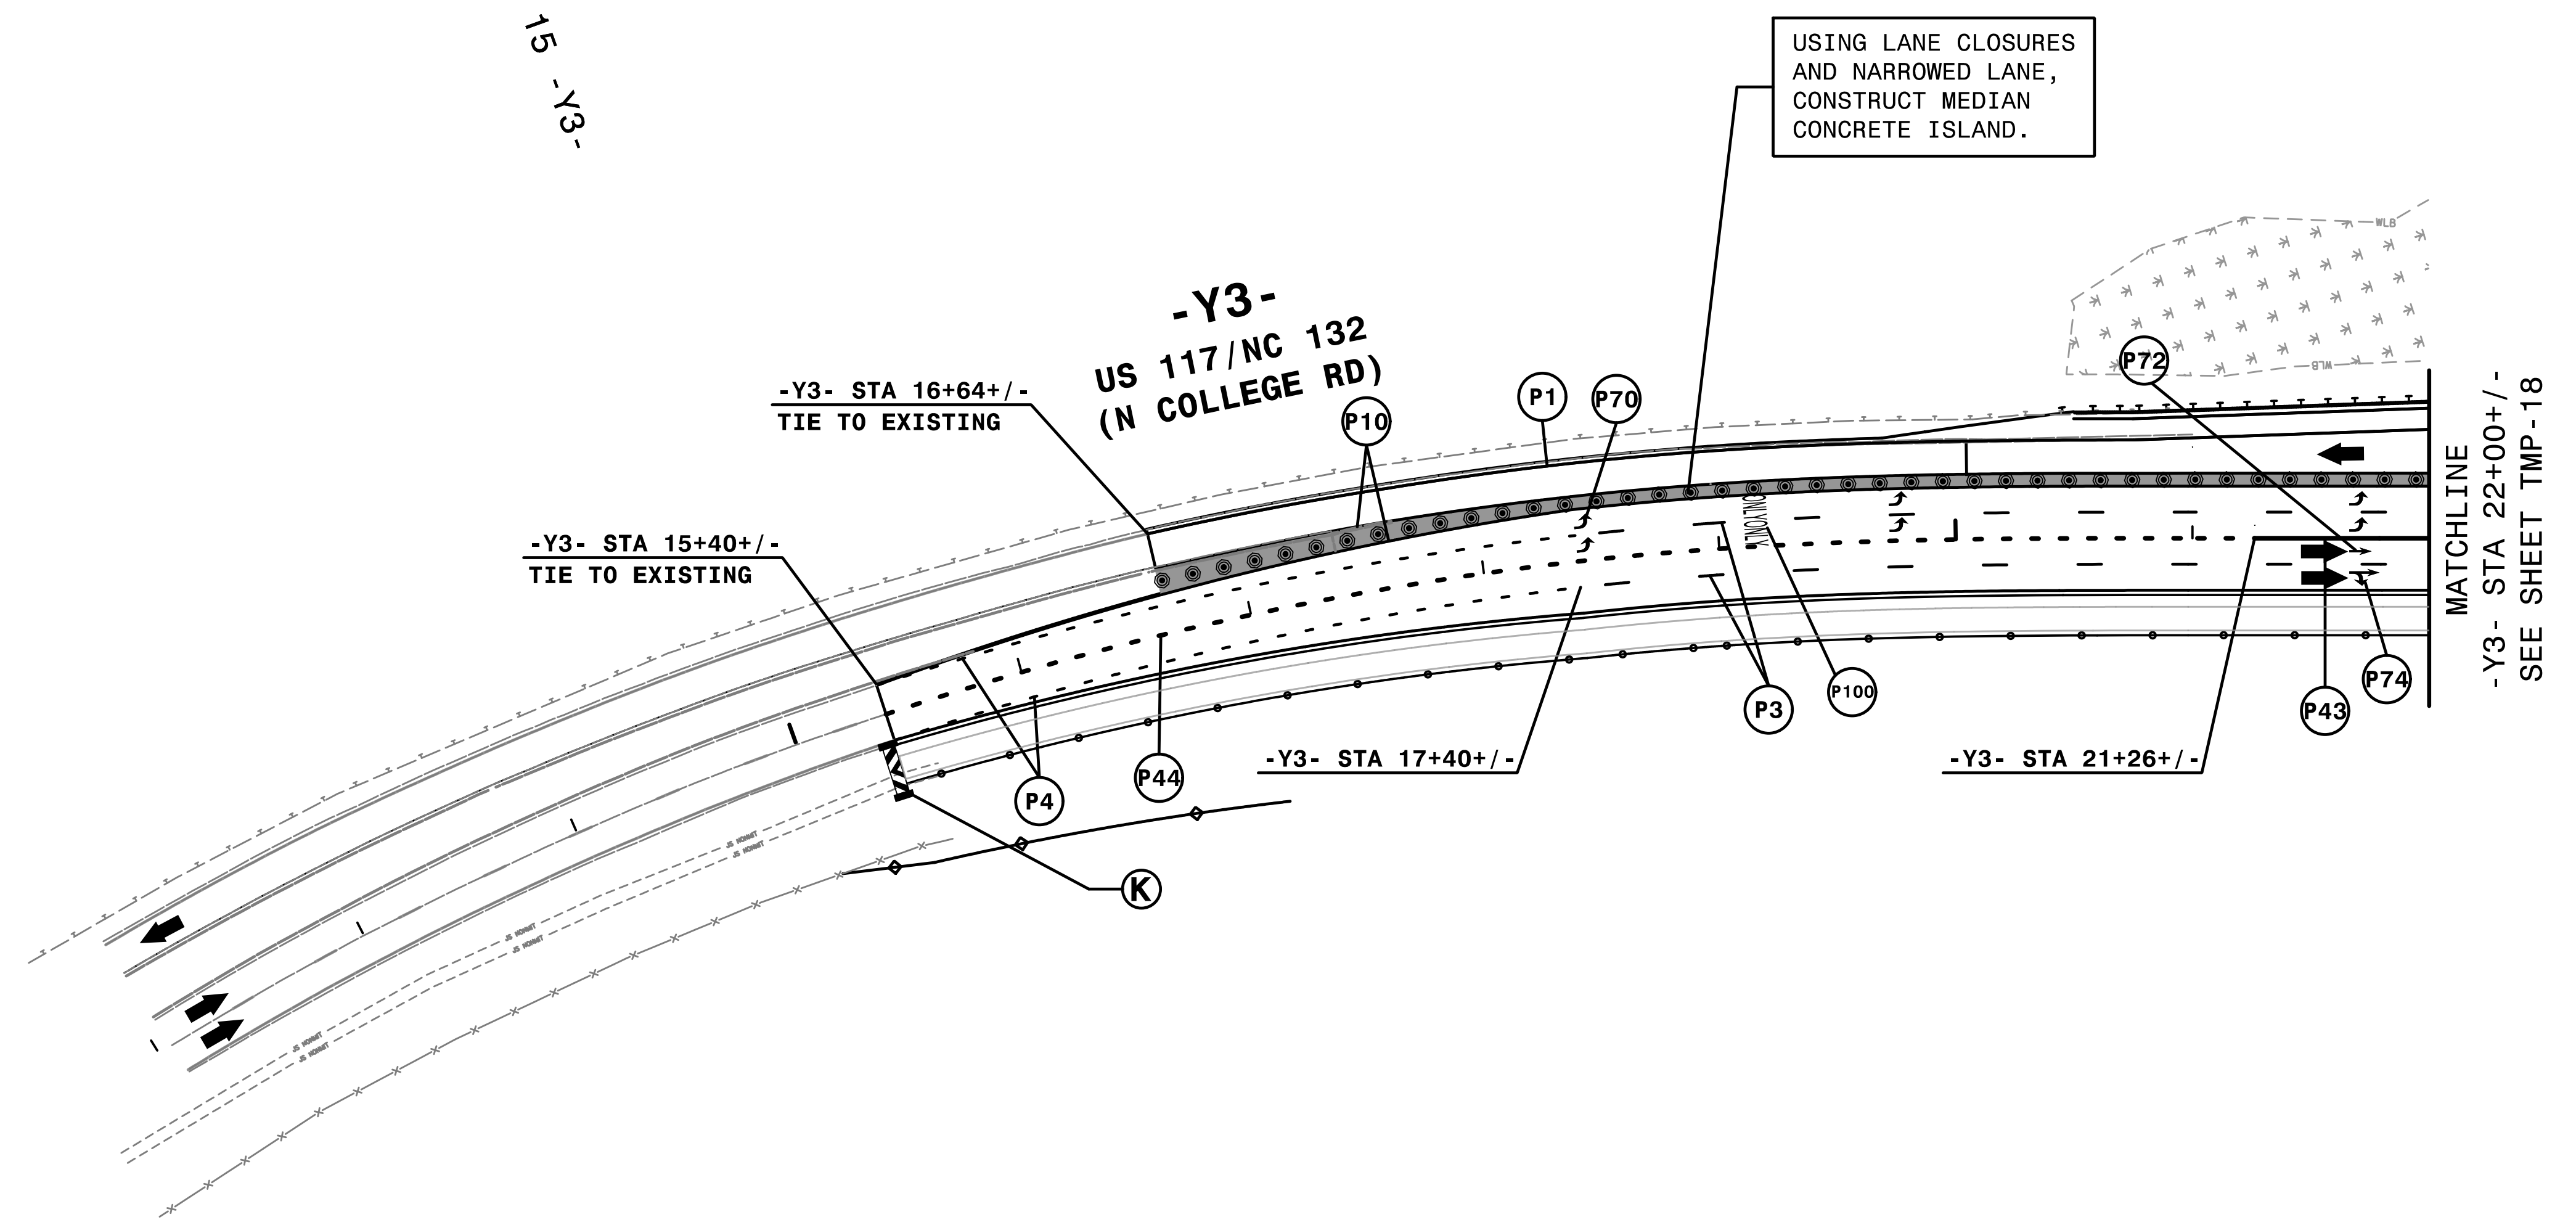 15 -Y3-
USING LANE CLOSURES
AND NARROWED LANE,
CONSTRUCT MEDIAN
CONCRETE ISLAND.
WLB
WLB
-Y3-
US 117/NC 132
(N COLLEGE RD)
-Y3- STA 16+64+/-
TIE TO EXISTING
-Y3- STA 15+40+/-
TIE TO EXISTING
P10
P1
P70
P72
ONLY
ONLY
MATCHLINE
-Y3- STA 22+00+/-
SEE SHEET TMP-18
P4
P44
-Y3- STA 17+40+/-
P3
P100
-Y3- STA 21+26+/-
P43
P74
K